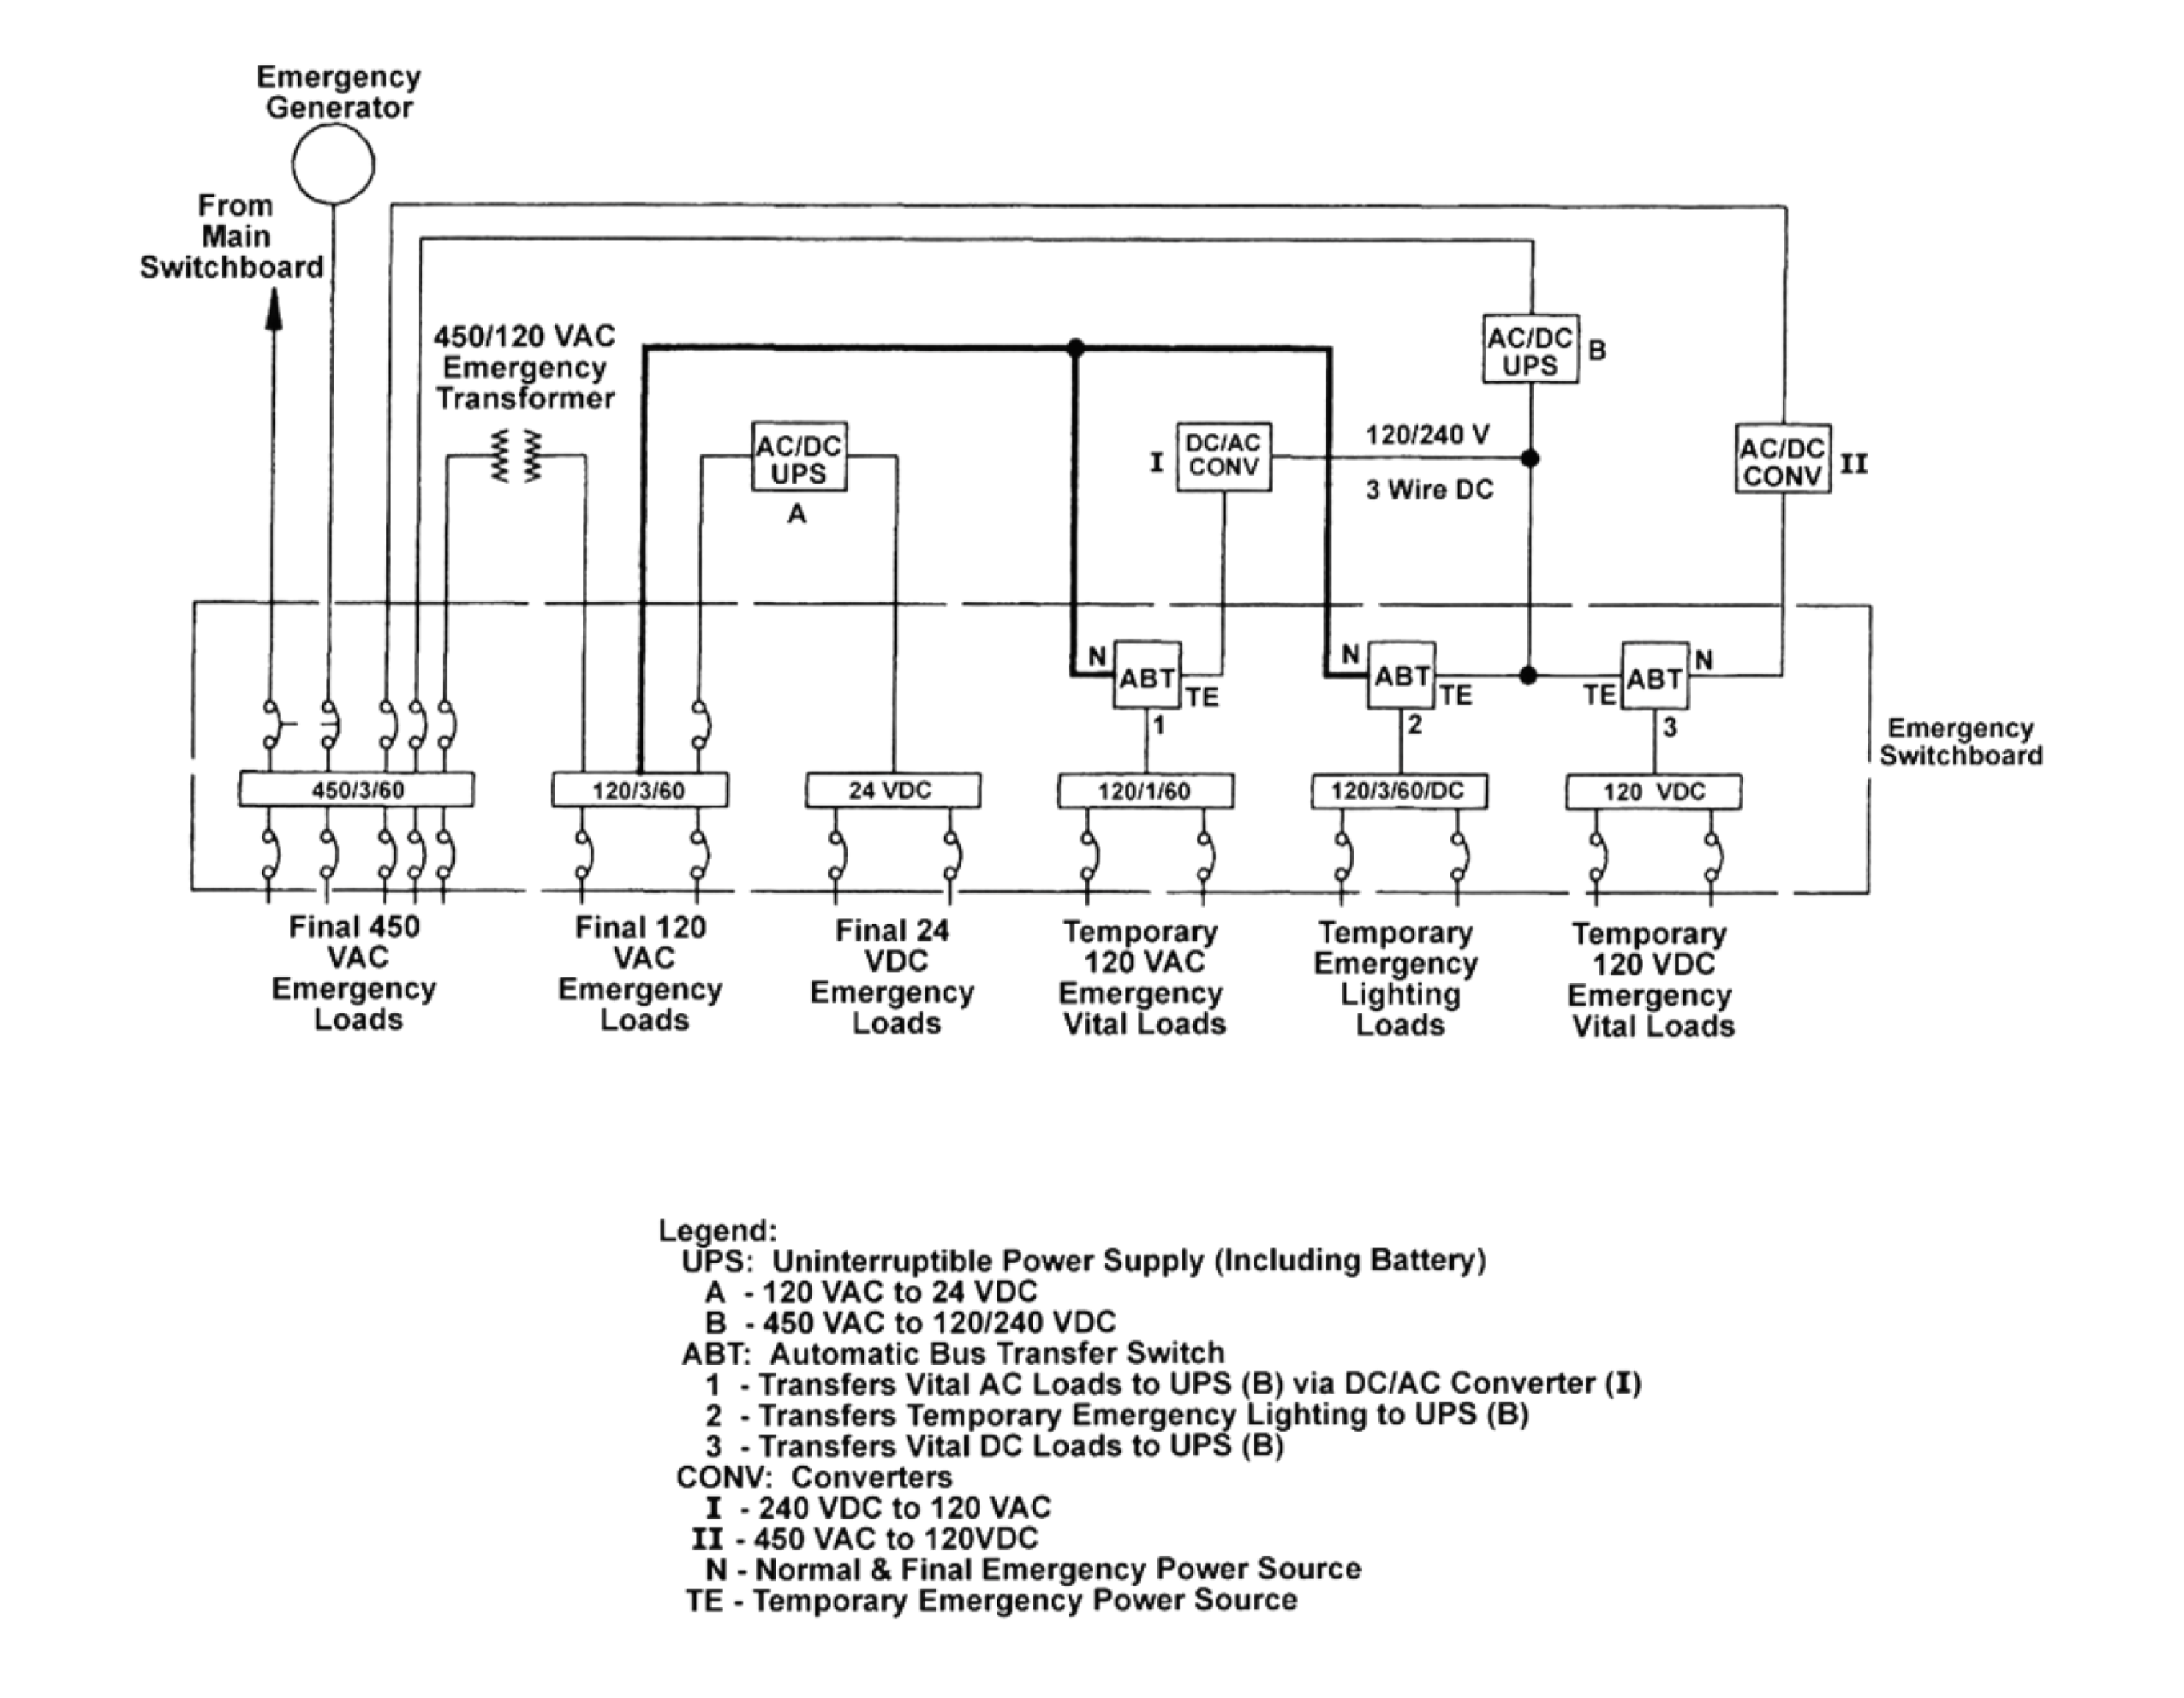 Emergency
Generator
From
Main
Switchboard
450/120 VAC
Emergency
Transformer
AC/DC
UPS
A
DC/AC
CONV
I
120/240 V
3 Wire DC
AC/DC
UPS
B
AC/DC
CONV
II
N
ABT
TE
1
N
ABT
TE
2
TE
ABT
N
3
Emergency
Switchboard
450/3/60
120/3/60
24 VDC
120/1/60
120/3/60/DC
120 VDC
Final 450
VAC
Emergency
Loads
Final 120
VAC
Emergency
Loads
Final 24
VDC
Emergency
Loads
Temporary
120 VAC
Emergency
Vital Loads
Temporary
Emergency
Lighting
Loads
Temporary
120 VDC
Emergency
Vital Loads
Legend:
UPS: Uninterruptible Power Supply (Including Battery)
A - 120 VAC to 24 VDC
B - 450 VAC to 120/240 VDC
ABT: Automatic Bus Transfer Switch
1 - Transfers Vital AC Loads to UPS (B) via DC/AC Converter (I)
2 - Transfers Temporary Emergency Lighting to UPS (B)
3 - Transfers Vital DC Loads to UPS (B)
CONV: Converters
I - 240 VDC to 120 VAC
II - 450 VAC to 120VDC
N - Normal & Final Emergency Power Source
TE - Temporary Emergency Power Source